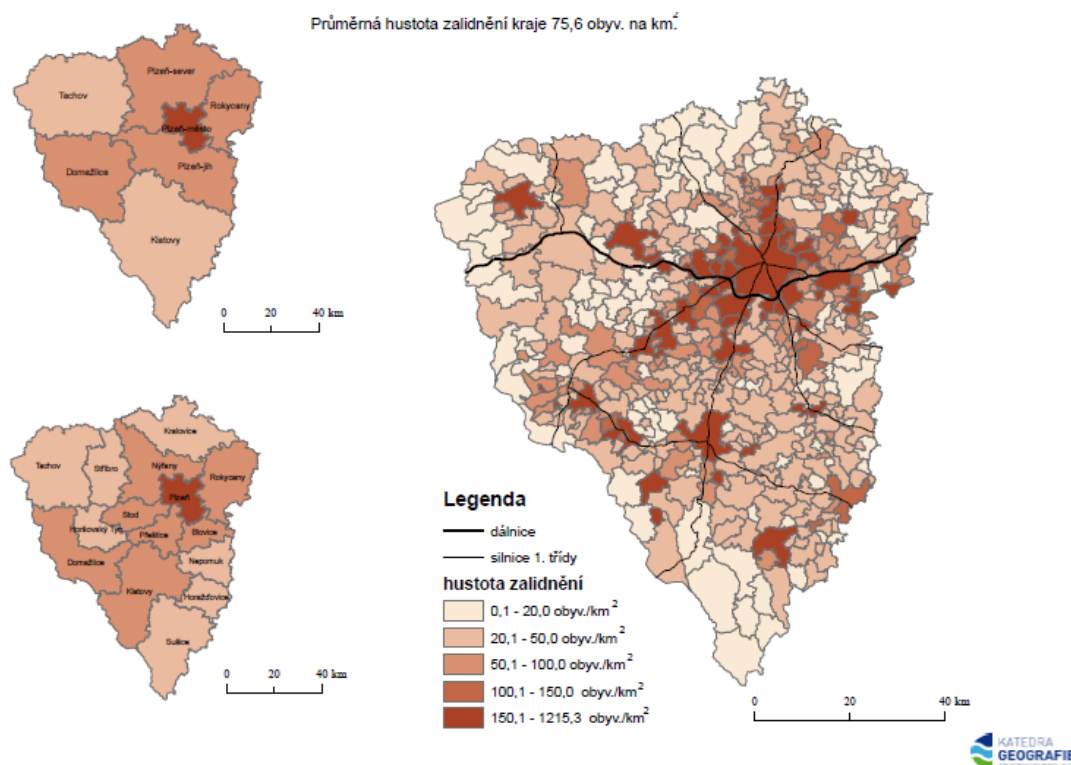 Průměrná hustota zalidnění kraje 75,6 obyv. na km²
Plzeň-sever
Tachov
Rokycany
Plzeň-město
Plzeň-jih
Domažlice
Klatovy
0 20 40 km
Kralovice
Tachov
Stříbro
Nýřany
Rokycany
Plzeň
Stod
Horšovský Týn
Přeštice
Blovice
Domažlice
Nepomuk
Klatovy
Horažďovice
Sušice
0 20 40 km
Legenda
dálnice
silnice 1. třídy
hustota zalidnění
0,1 - 20,0 obyv./km²
20,1 - 50,0 obyv./km²
50,1 - 100,0 obyv./km²
100,1 - 150,0 obyv./km²
150,1 - 1215,3 obyv./km²
0 20 40 km
KATEDRA
GEOGRAFIE